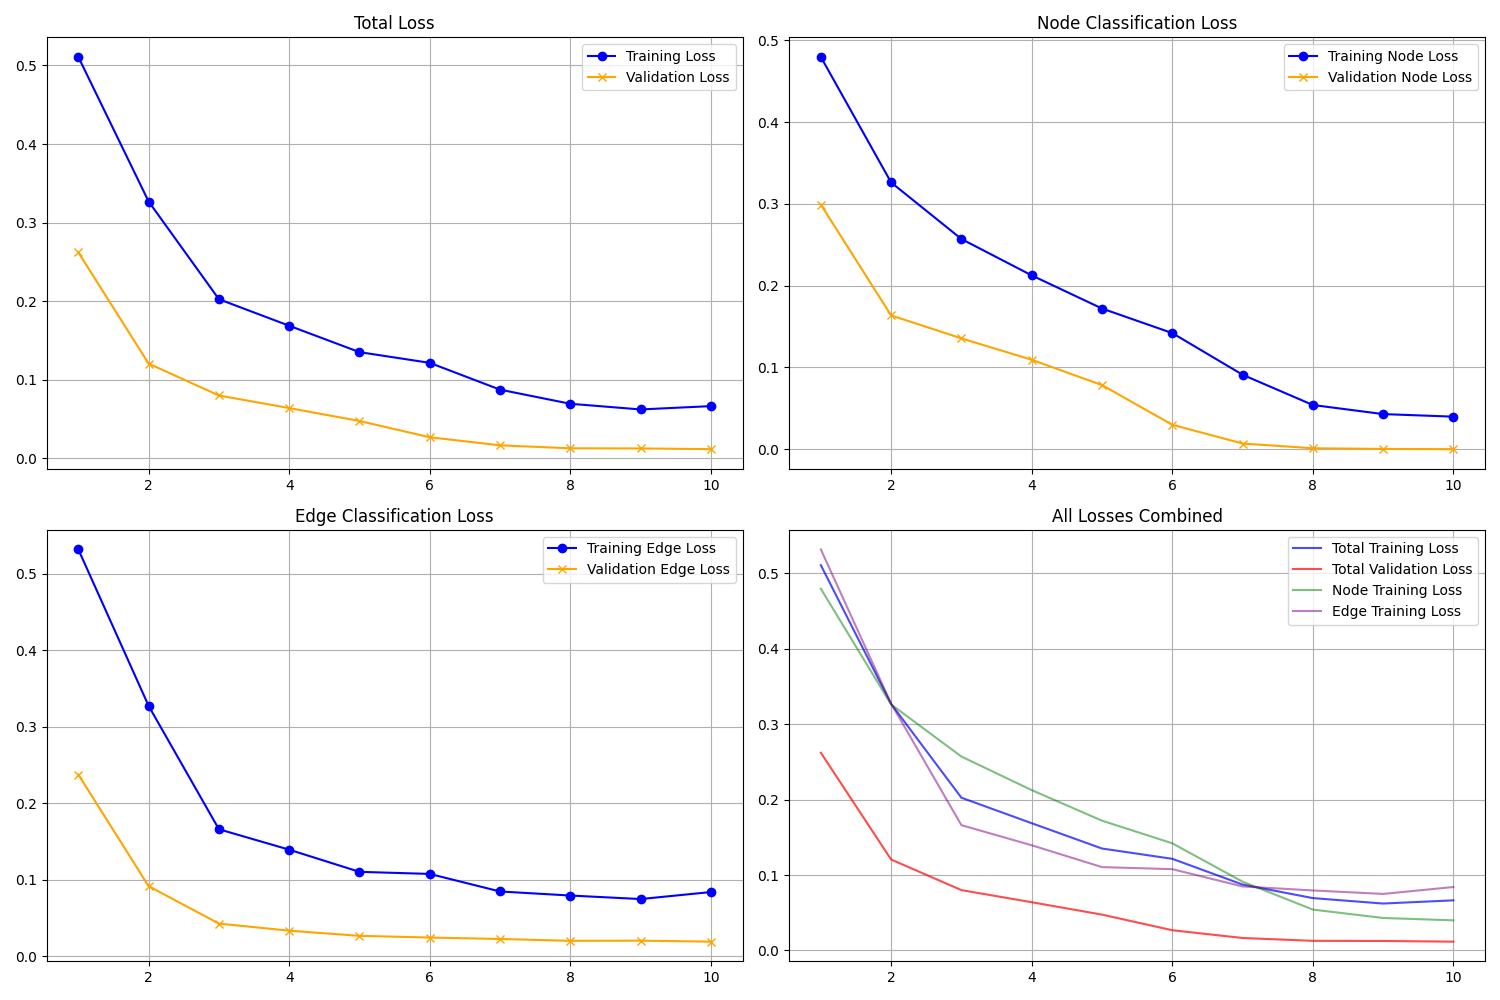 Total Loss
0.5
0.4
0.3
0.2
0.1
0.0
2 4 6 8 10
Training Loss
Validation Loss
Node Classification Loss
0.5
0.4
0.3
0.2
0.1
0.0
2 4 6 8 10
Training Node Loss
Validation Node Loss
Edge Classification Loss
0.5
0.4
0.3
0.2
0.1
0.0
2 4 6 8 10
Training Edge Loss
Validation Edge Loss
All Losses Combined
0.5
0.4
0.3
0.2
0.1
0.0
2 4 6 8 10
Total Training Loss
Total Validation Loss
Node Training Loss
Edge Training Loss